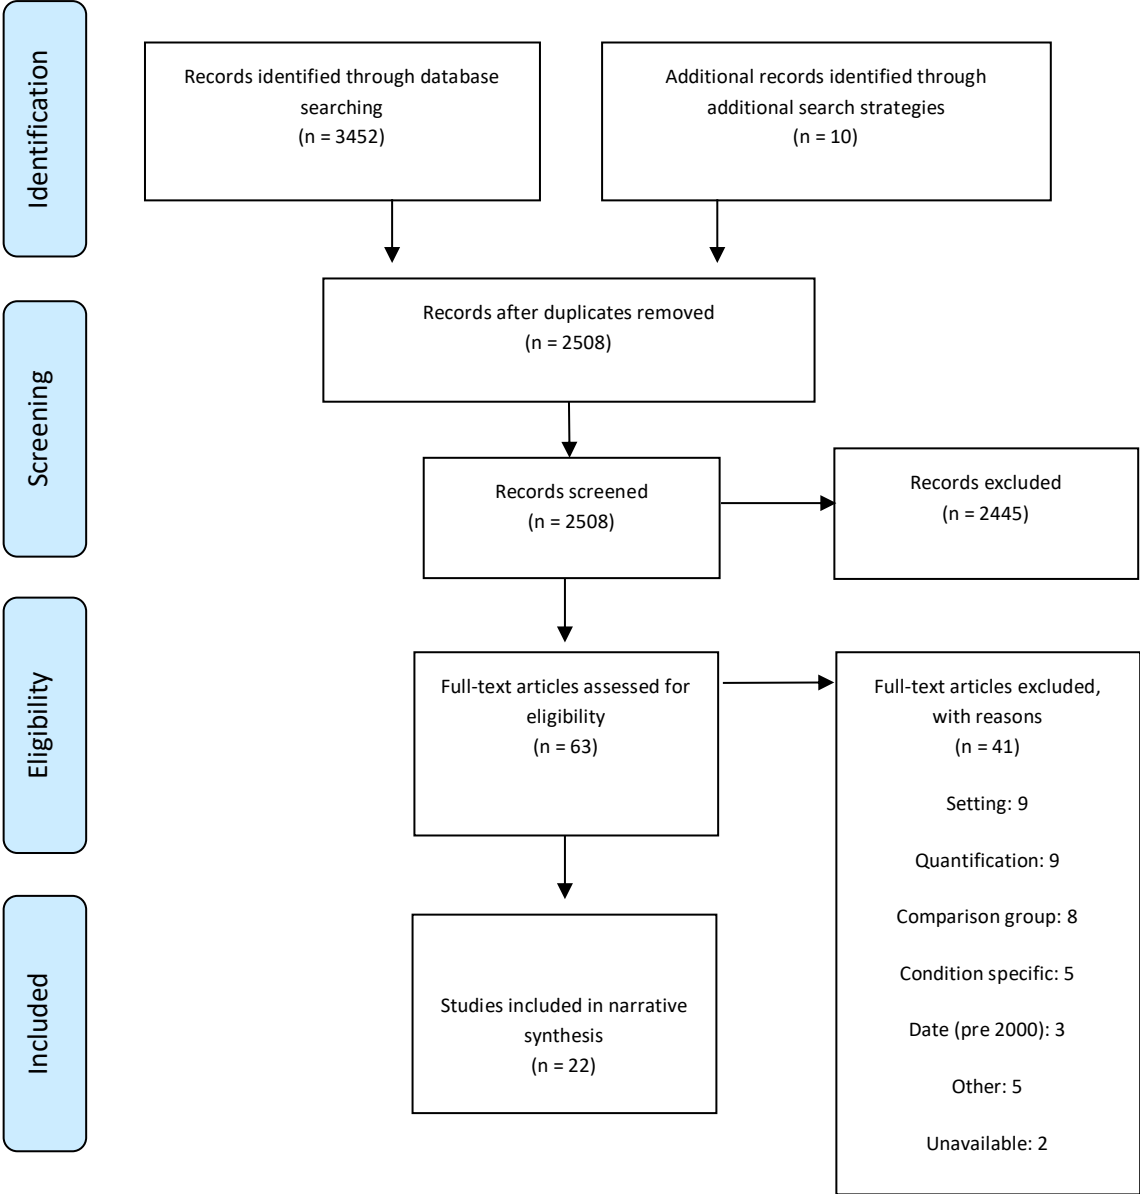 Identification
Records identified through database
searching
(n = 3452)
Additional records identified through
additional search strategies
(n = 10)
Screening
Records after duplicates removed
(n = 2508)
Records screened
(n = 2508)
Records excluded
(n = 2445)
Eligibility
Full-text articles assessed for
eligibility
(n = 63)
Full-text articles excluded,
with reasons
(n = 41)
Setting: 9
Quantification: 9
Comparison group: 8
Condition specific: 5
Date (pre 2000): 3
Other: 5
Unavailable: 2
Included
Studies included in narrative
synthesis
(n = 22)